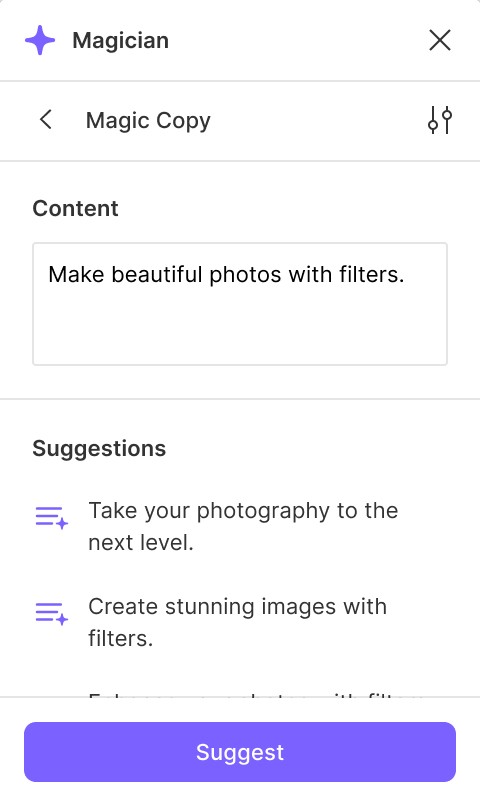 Magician
Magic Copy
Content
Make beautiful photos with filters.
Suggestions
Take your photography to the
next level.
Create stunning images with
filters.
with
Suggest